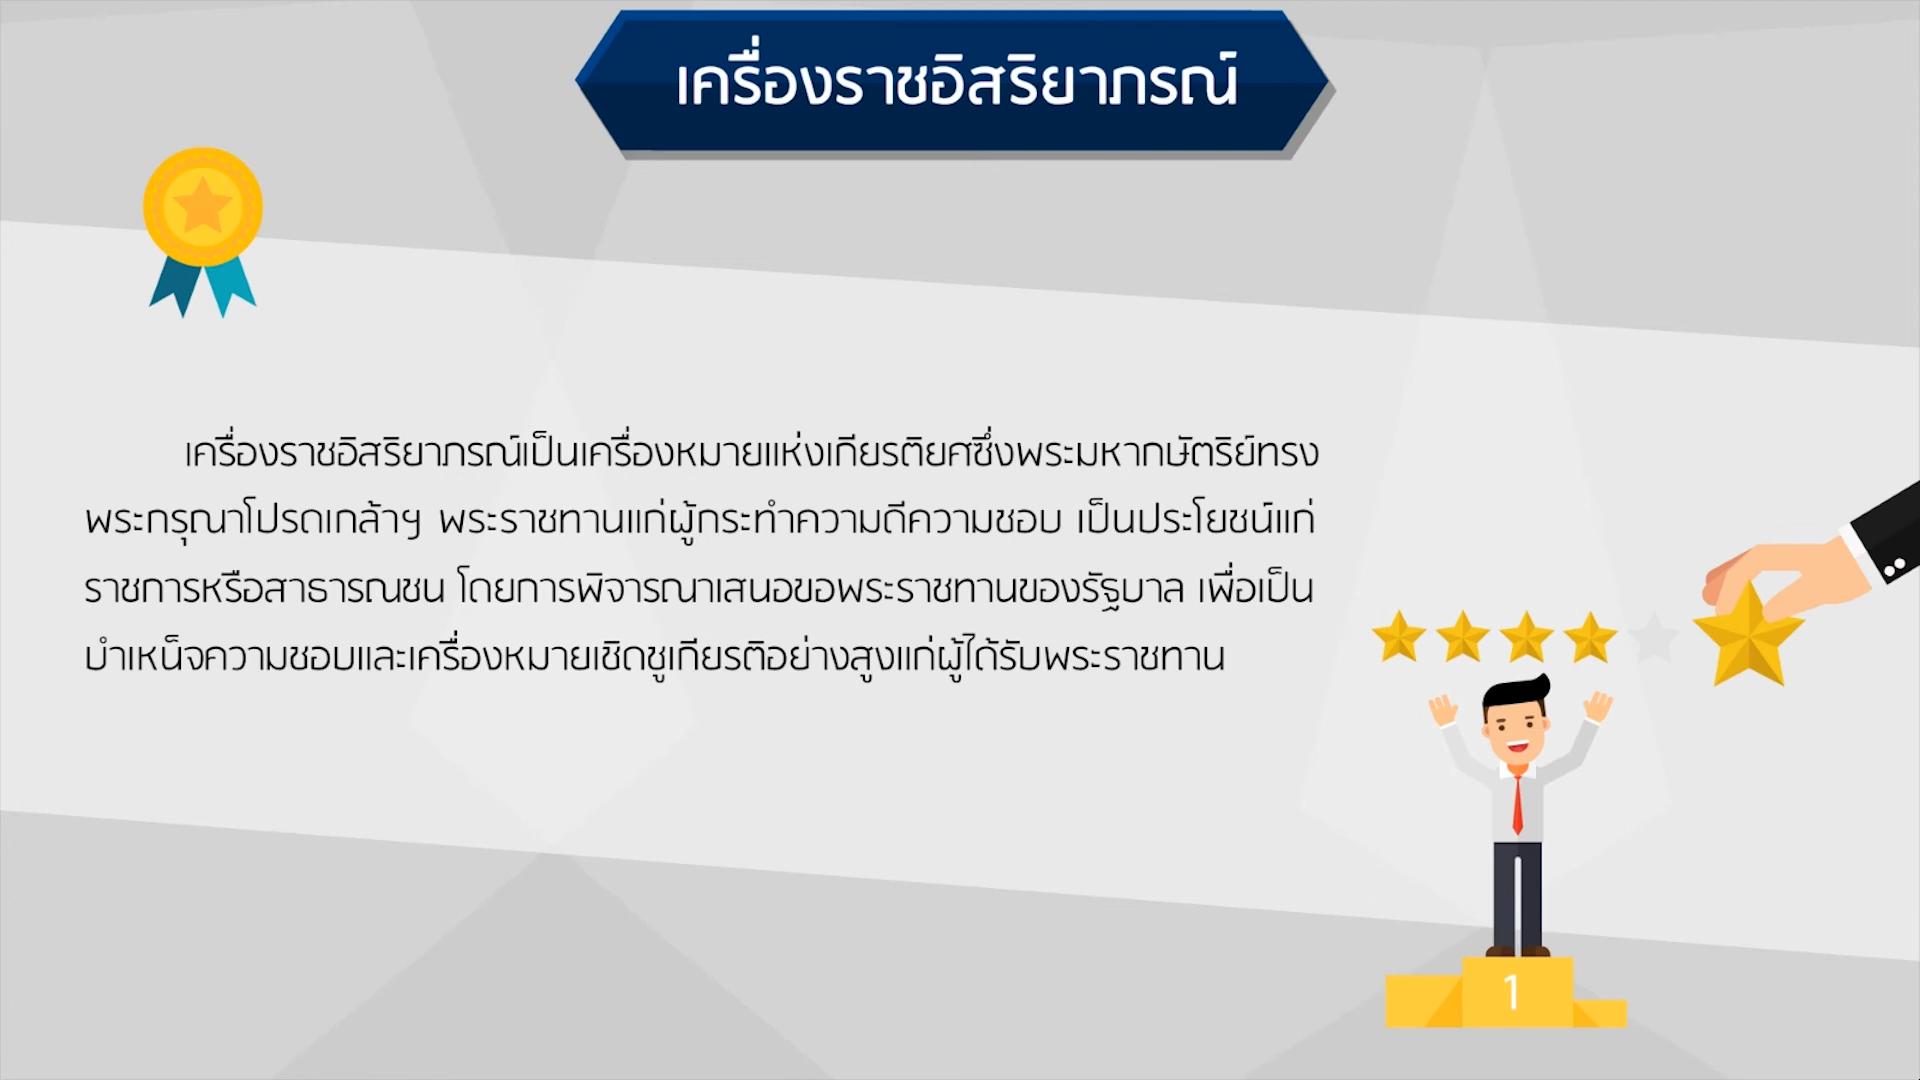 เครื่องราชอิสริยาภรณ์
เครื่องราชอิสริยาภรณ์เป็นเครื่องหมายแห่งเกียรติยศซึ่งพระมหากษัตริย์ทรง
พระกรุณาโปรดเกล้าฯ พระราชทานแก่ผู้กระทำความดีความชอบ เป็นประโยชน์แก่
ราชการหรือสาธารณชน โดยการพิจารณาเสนอขอพระราชทานของรัฐบาล เพื่อเป็น
บำเหน็จความชอบและเครื่องหมายเชิดชูเกียรติอย่างสูงแก่ผู้ได้รับพระราชทาน
1